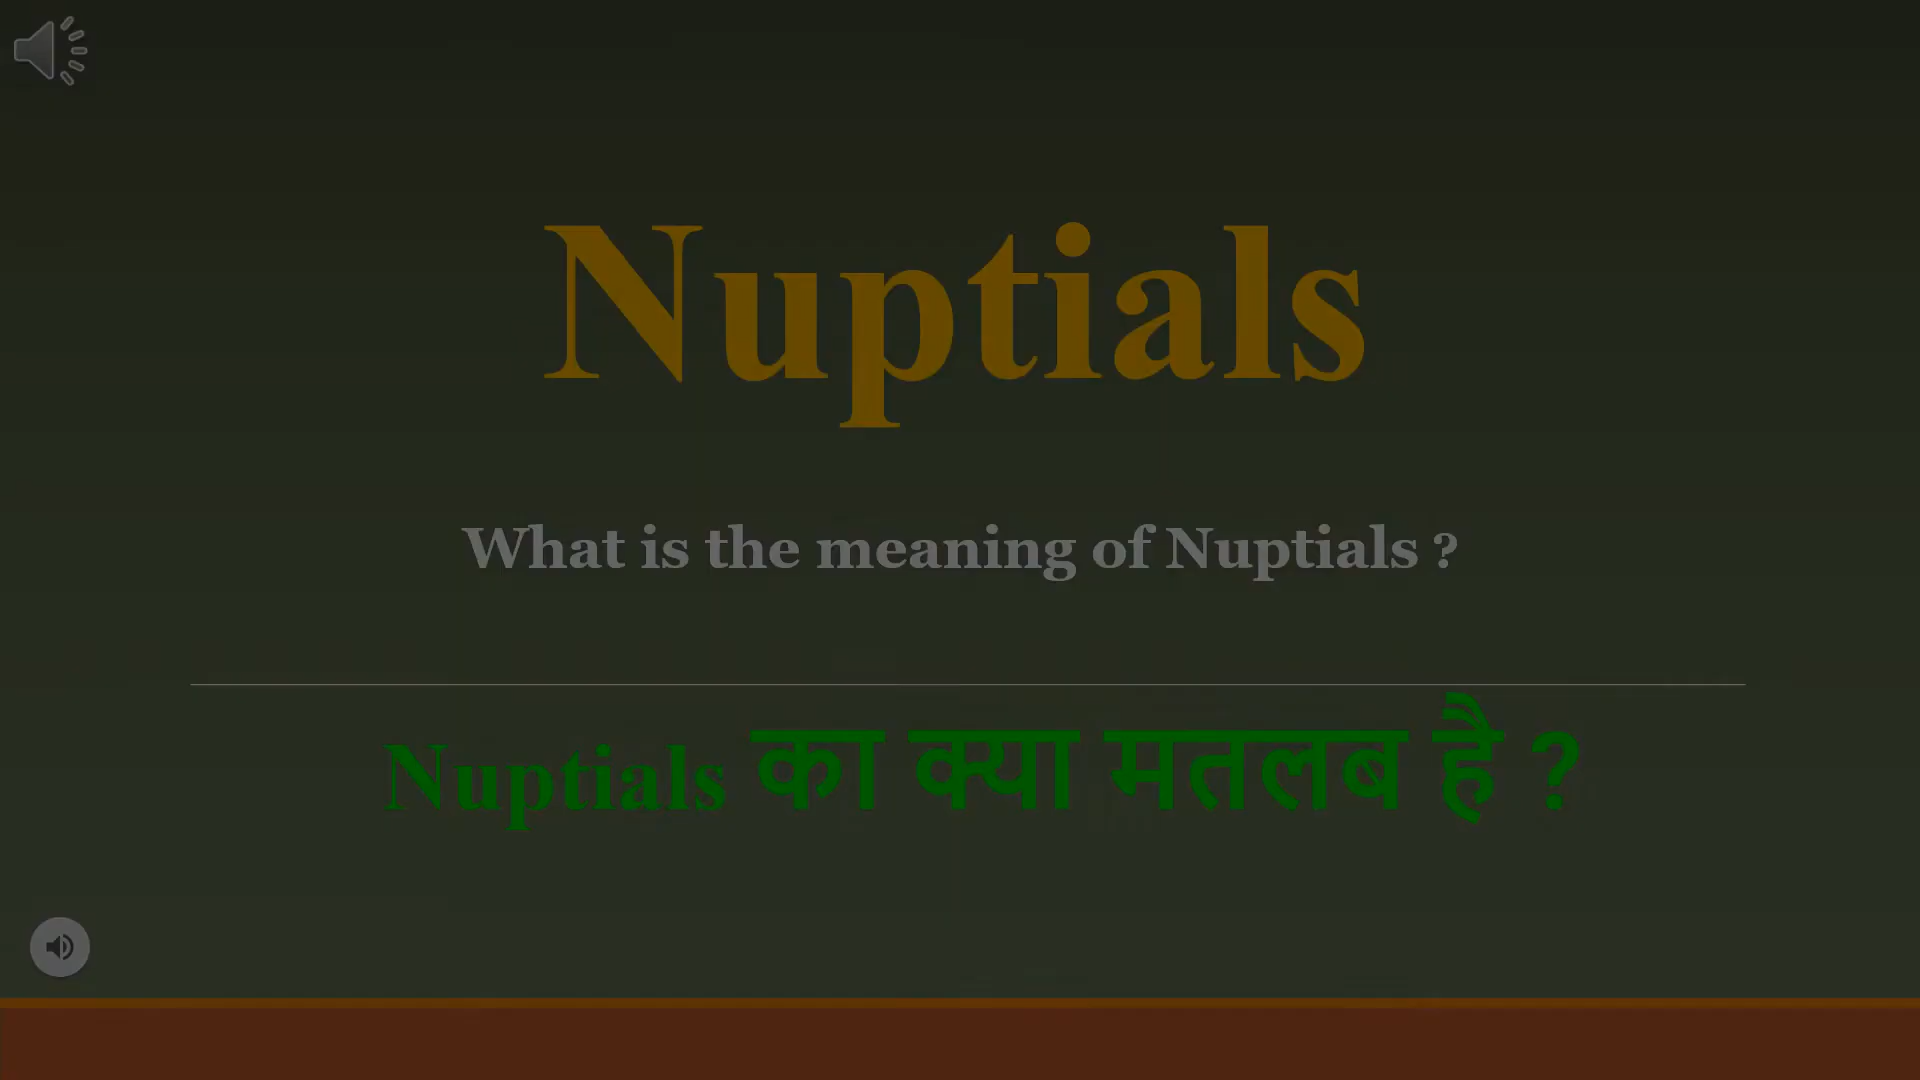 Nuptials
What is the meaning of Nuptials ?
Nuptials का क्या मतलब है ?